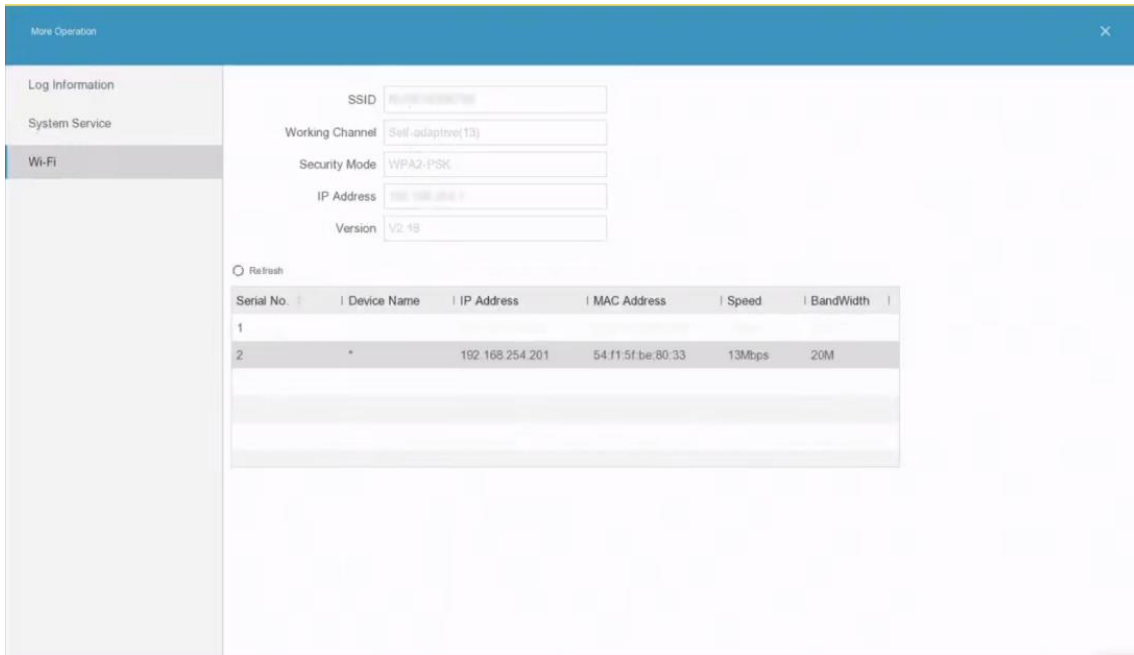 More Operation
Log Information
System Service
Wi-Fi
SSID
Working Channel Self-adaptive(13)
Security Mode WPA2-PSK
IP Address
Version V2.18
Refresh
Serial No. Device Name IP Address MAC Address Speed BandWidth
1
2 * 192.168.254.201 54:f1:5f:be:80:33 13Mbps 20M